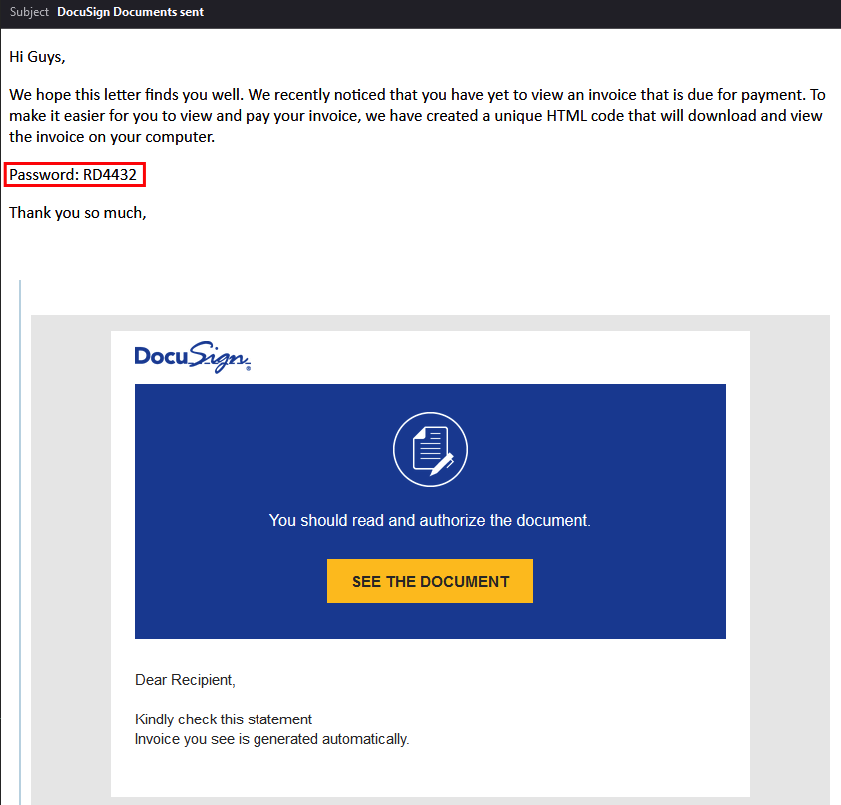 Subject DocuSign Documents sent
Hi Guys,
We hope this letter finds you well. We recently noticed that you have yet to view an invoice that is due for payment. To
make it easier for you to view and pay your invoice, we have created a unique HTML code that will download and view
the invoice on your computer.
Password: RD4432
Thank you so much,
DocuSign®
You should read and authorize the document.
SEE THE DOCUMENT
Dear Recipient,
Kindly check this statement
Invoice you see is generated automatically.